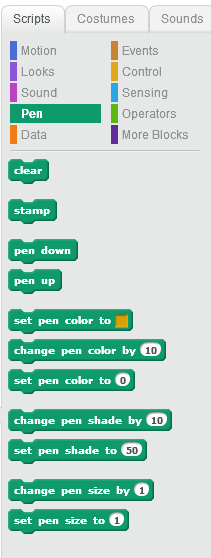 Scripts Costumes Sounds
Motion Events
Looks Control
Sound Sensing
Pen Operators
Data More Blocks
clear
stamp
pen down
pen up
set pen color to
change pen color by 10
set pen color to 0
change pen shade by 10
set pen shade to 50
change pen size by 1
set pen size to 1